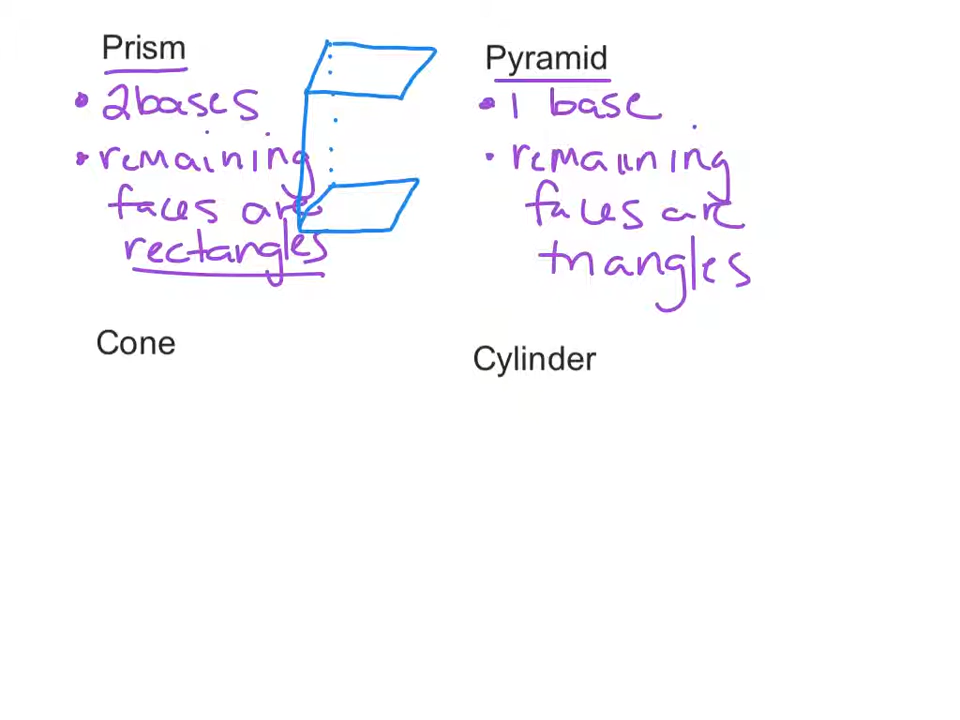 Prism
• 2 bases
• remaining
faces are
rectangles
Pyramid
• 1 base
• remaining
faces are
triangles
Cone
Cylinder